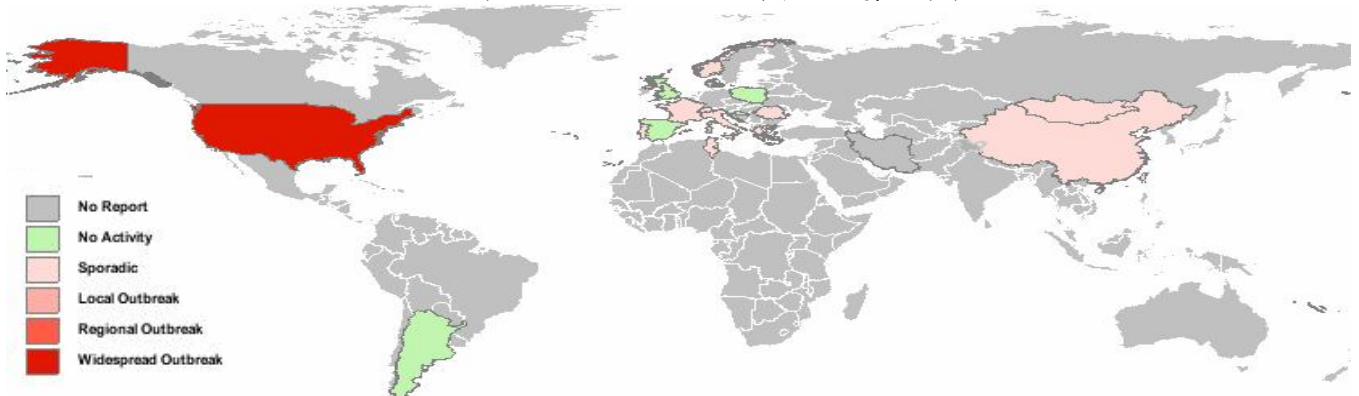 No Report
No Activity
Sporadic
Local Outbreak
Regional Outbreak
Widespread Outbreak